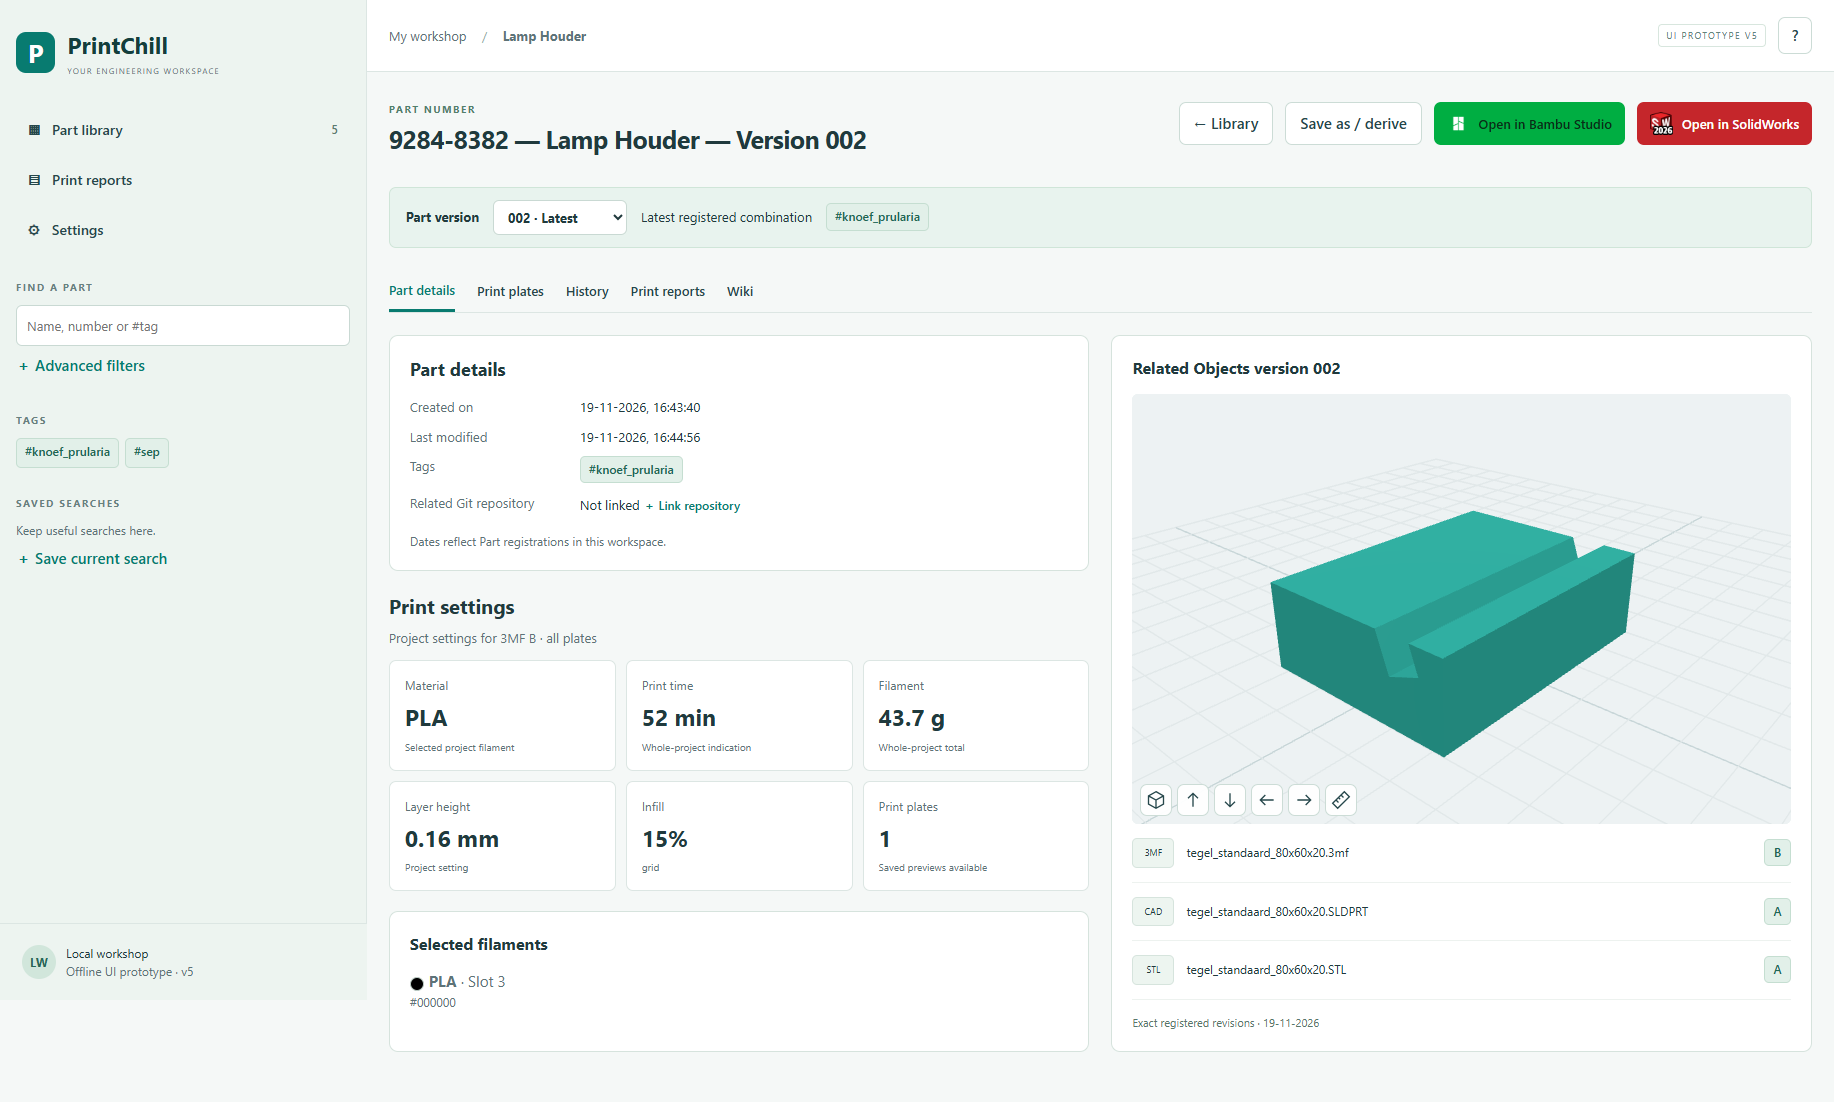 P
PrintChill
YOUR ENGINEERING WORKSPACE
Part library 5
Print reports
Settings
FIND A PART
Name, number or #tag
+ Advanced filters
TAGS
#knoef_prularia #sep
SAVED SEARCHES
Keep useful searches here.
+ Save current search
LW
Local workshop
Offline UI prototype · v5
My workshop / Lamp Houder
UI PROTOTYPE V5 ?
PART NUMBER
9284-8382 — Lamp Houder — Version 002
← Library Save as / derive Open in Bambu Studio SW 2026 Open in SolidWorks
Part version 002 · Latest Latest registered combination #knoef_prularia
Part details Print plates History Print reports Wiki
Part details
Created on 19-11-2026, 16:43:40
Last modified 19-11-2026, 16:44:56
Tags #knoef_prularia
Related Git repository Not linked + Link repository
Dates reflect Part registrations in this workspace.
Print settings
Project settings for 3MF B · all plates
Material
PLA
Selected project filament
Print time
52 min
Whole-project indication
Filament
43.7 g
Whole-project total
Layer height
0.16 mm
Project setting
Infill
15%
grid
Print plates
1
Saved previews available
Selected filaments
PLA · Slot 3
#000000
Related Objects version 002
3MF tegel_standaard_80x60x20.3mf B
CAD tegel_standaard_80x60x20.SLDPRT A
STL tegel_standaard_80x60x20.STL A
Exact registered revisions · 19-11-2026